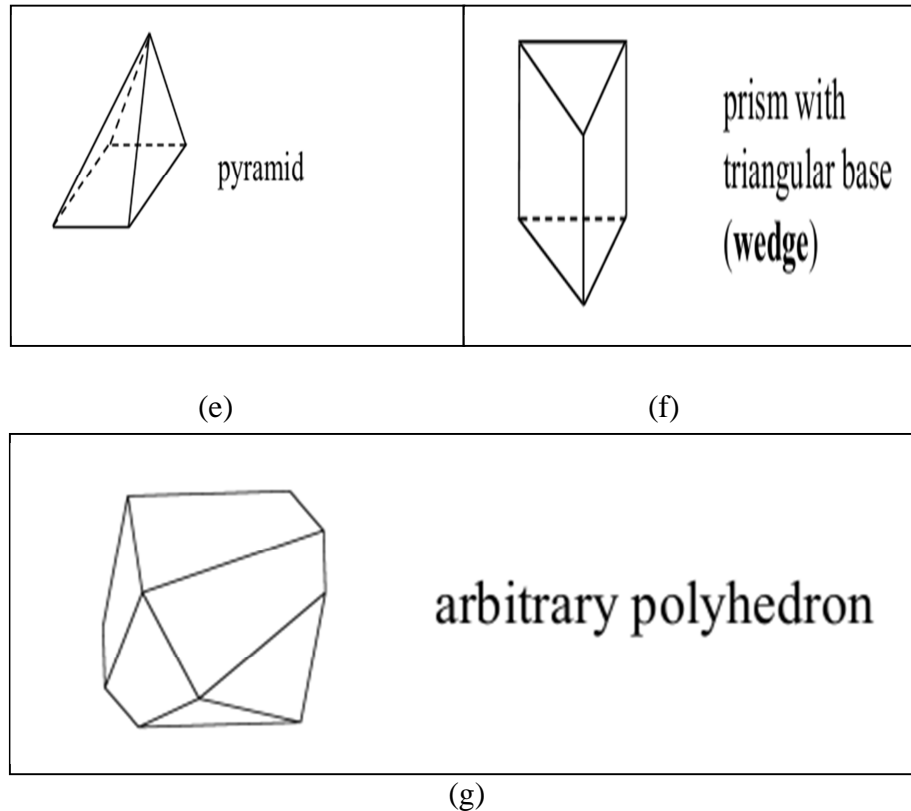 pyramid
prism with
triangular base
(wedge)
(e)
(f)
arbitrary polyhedron
(g)